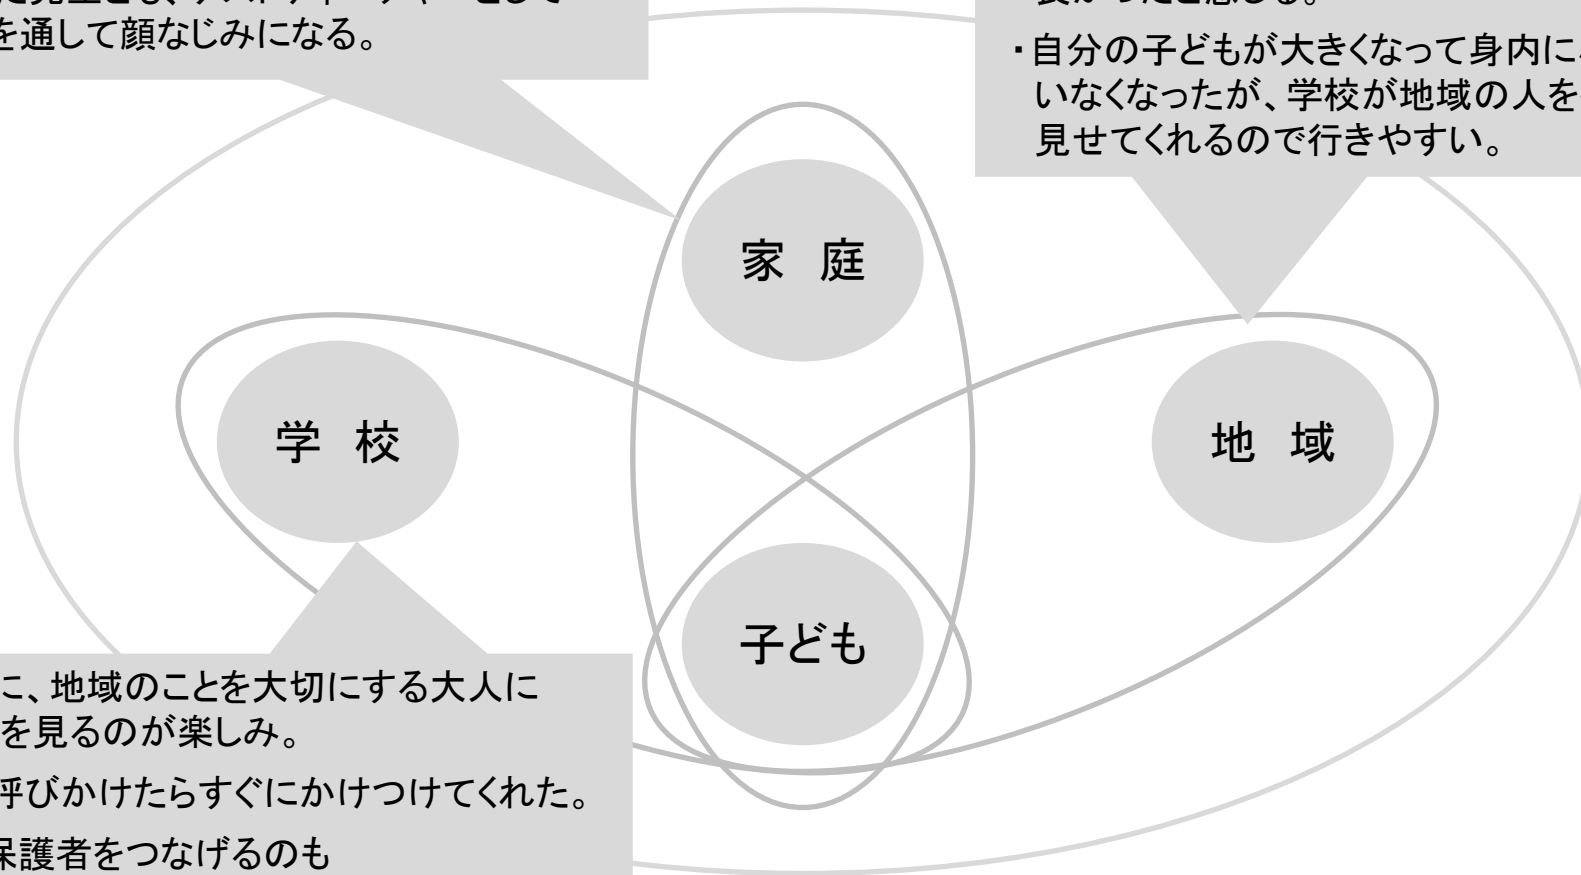 を通して顔なじみになる。
・自分の子どもが大きくなって身内に
いなくなったが、学校が地域の人を
見せてくれるので行きやすい。
家 庭
学 校
地 域
子ども
に、地域のことを大切にする大人に
を見るのが楽しみ。
呼びかけたらすぐにかけつけてくれた。
保護者をつなげるのも